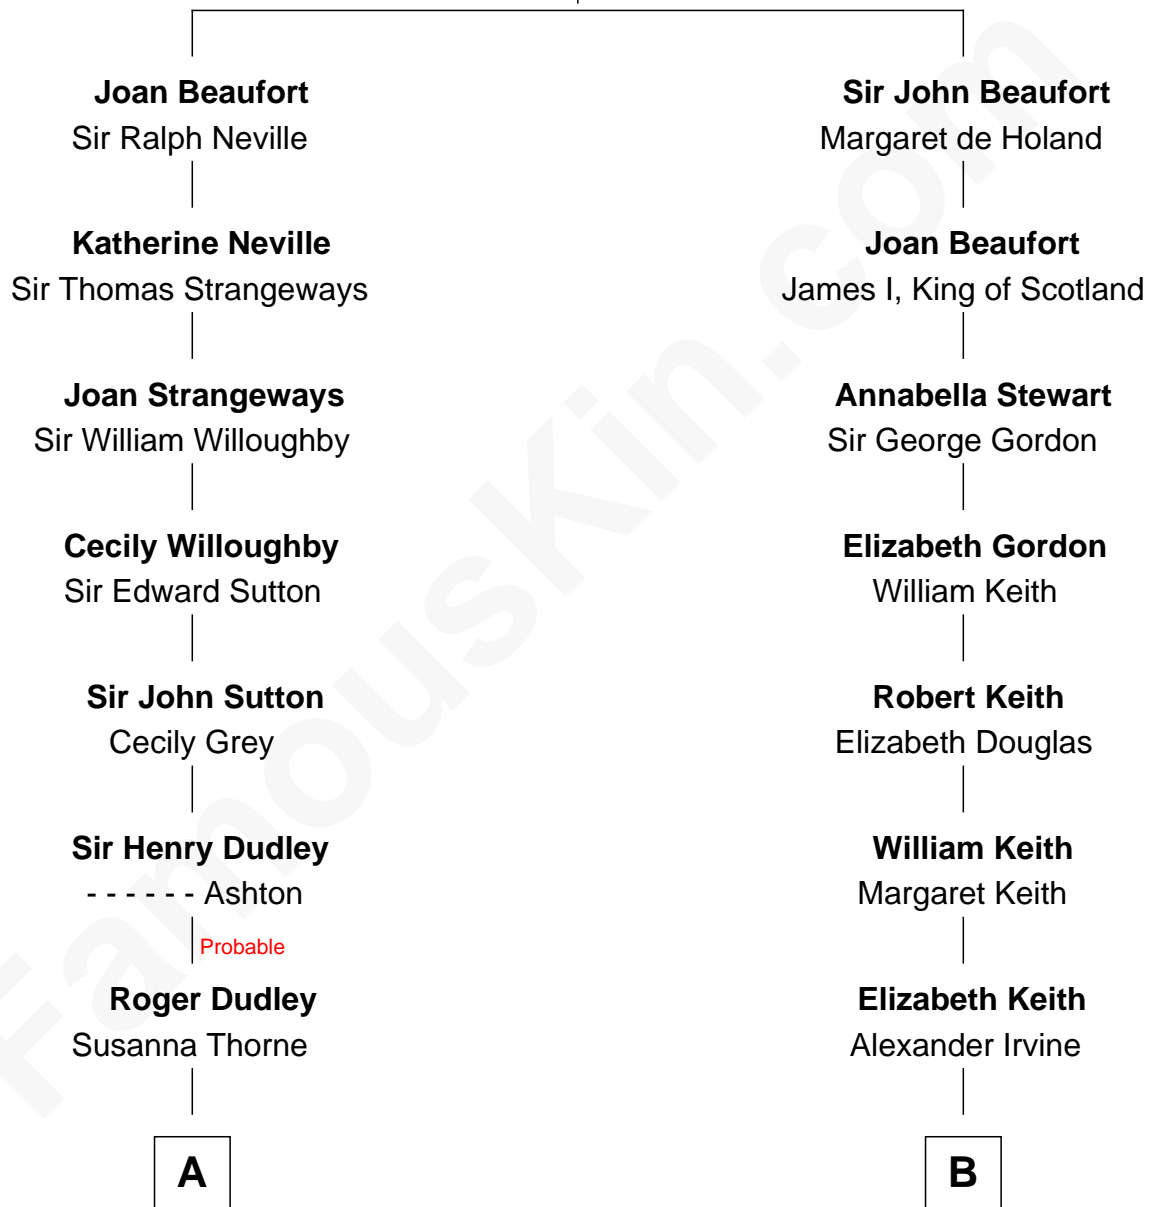 Joan Beaufort
Sir Ralph Neville
Katherine Neville
Sir Thomas Strangeways
Joan Strangeways
Sir William Willoughby
Cecily Willoughby
Sir Edward Sutton
Sir John Sutton
Cecily Grey
Sir Henry Dudley
- - - - - - Ashton
Probable
Roger Dudley
Susanna Thorne
A
Sir John Beaufort
Margaret de Holand
Joan Beaufort
James I, King of Scotland
Annabella Stewart
Sir George Gordon
Elizabeth Gordon
William Keith
Robert Keith
Elizabeth Douglas
William Keith
Margaret Keith
Elizabeth Keith
Alexander Irvine
B
FamousKin.com